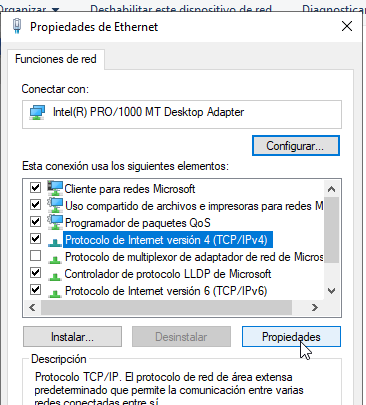 Organizar
Deshabilitar este dispositivo de red
Diagnosticar
Propiedades de Ethernet
Funciones de red
Conectar con:
Intel(R) PRO/1000 MT Desktop Adapter
Configurar...
Esta conexión usa los siguientes elementos:
Cliente para redes Microsoft
Uso compartido de archivos e impresoras para redes M
Programador de paquetes QoS
Protocolo de Internet versión 4 (TCP/IPv4)
Protocolo de multiplexor de adaptador de red de Micros
Controlador de protocolo LLDP de Microsoft
Protocolo de Internet versión 6 (TCP/IPv6)
Instalar...
Desinstalar
Propiedades
Descripción
Protocolo TCP/IP. El protocolo de red de área extensa
predeterminado que permite la comunicación entre varias
redes conectadas entre sí.